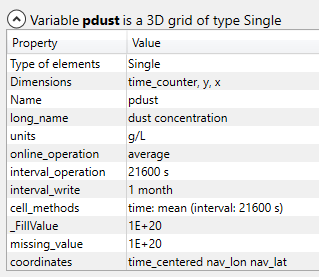 Variable pdust is a 3D grid of type Single
Property Value
Type of elements Single
Dimensions time_counter, y, x
Name pdust
long_name dust concentration
units g/L
online_operation average
interval_operation 21600 s
interval_write 1 month
cell_methods time: mean (interval: 21600 s)
_FillValue 1E+20
missing_value 1E+20
coordinates time_centered nav_lon nav_lat